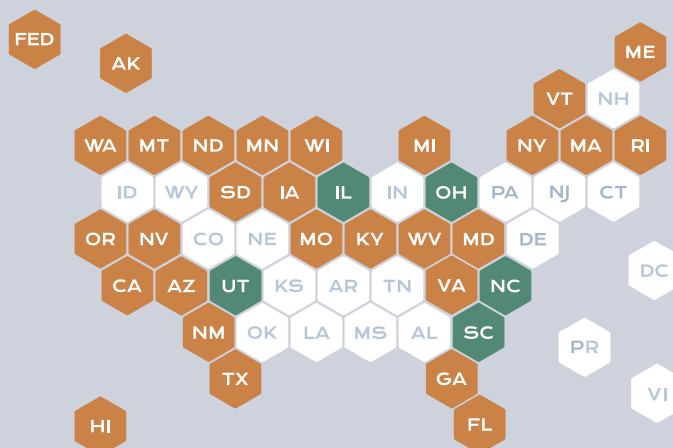 FED
AK
ME
VT NH
WA MT ND MN WI MI NY MA RI
ID WY SD IA IL IN OH PA NJ CT
OR NV CO NE MO KY WV MD DE
DC
CA AZ UT KS AR TN VA NC
NM OK LA MS AL SC
PR
TX GA
VI
HI FL